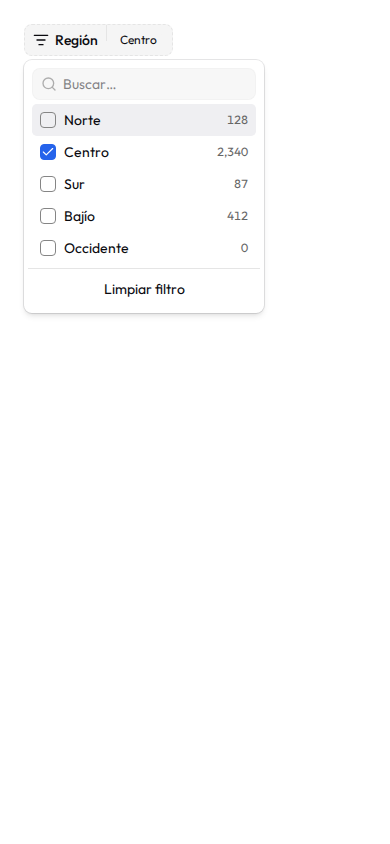 Región Centro
Buscar...
Norte 128
Centro 2,340
Sur 87
Bajío 412
Occidente 0
Limpiar filtro